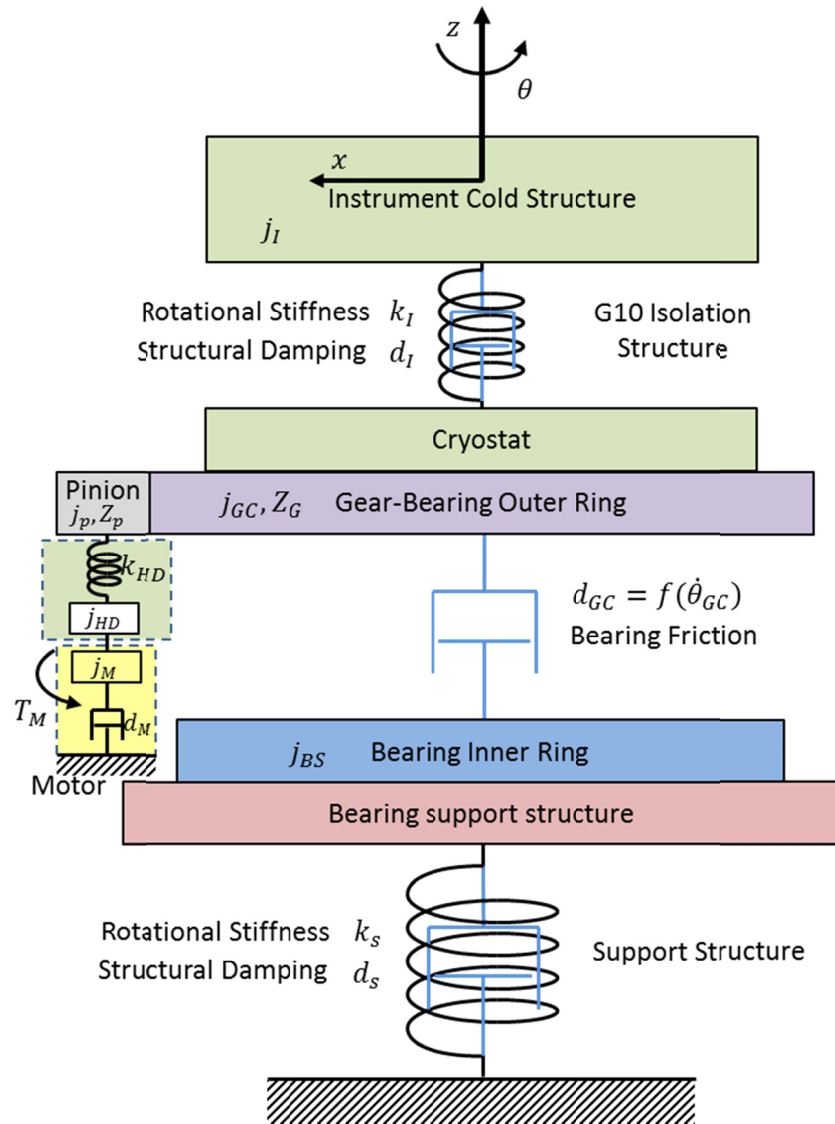 z
θ
x
Instrument Cold Structure
j_I
Rotational Stiffness k_I
Structural Damping d_I
G10 Isolation
Structure
Cryostat
Pinion
j_p, Z_p
j_GC, Z_G Gear-Bearing Outer Ring
k_HD
j_HD
d_GC = f(θ̇_GC)
Bearing Friction
j_M
T_M
d_M
Motor
j_BS Bearing Inner Ring
Bearing support structure
Rotational Stiffness k_s
Structural Damping d_s
Support Structure